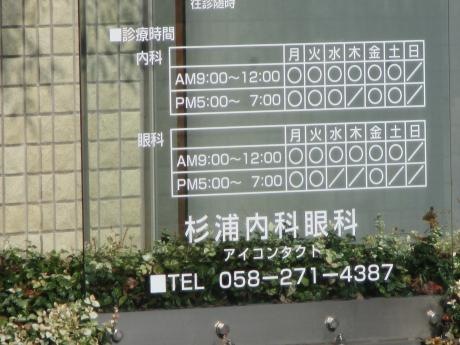 往診随時
■診療時間
内科
月火水木金土日
AM9:00〜12:00 ○○○○○○／
PM5:00〜 7:00 ○○○／○○／
眼科
月火水木金土日
AM9:00〜12:00 ○○○○○○／
PM5:00〜 7:00 ○○／／○○／
杉浦内科眼科
アイコンタクト
■TEL 058-271-4387